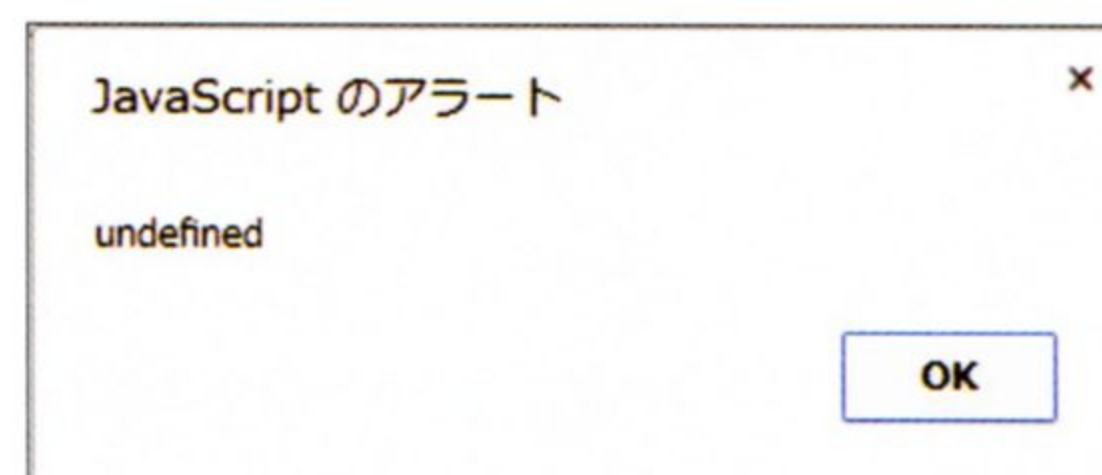 JavaScript のアラート
×
undefined
OK